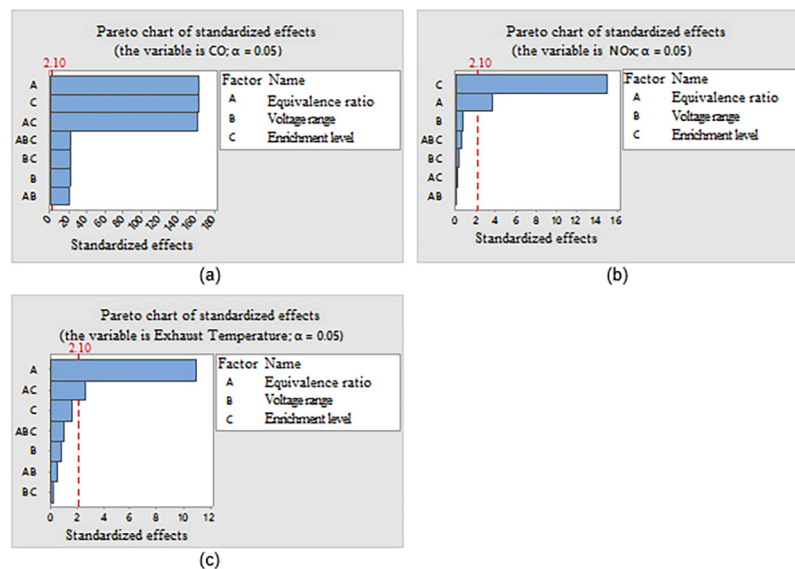 Pareto chart of standardized effects
(the variable is CO; α = 0.05)
2.10
A
C
AC
ABC
BC
B
AB
0 20 40 60 80 100 120 140 160 180
Standardized effects
Factor Name
A Equivalence ratio
B Voltage range
C Enrichment level
(a)
Pareto chart of standardized effects
(the variable is NOx; α = 0.05)
2.10
C
A
B
ABC
BC
AC
AB
0 2 4 6 8 10 12 14 16
Standardized effects
Factor Name
A Equivalence ratio
B Voltage range
C Enrichment level
(b)
Pareto chart of standardized effects
(the variable is Exhaust Temperature; α = 0.05)
2.10
A
AC
C
ABC
B
AB
BC
0 2 4 6 8 10 12
Standardized effects
Factor Name
A Equivalence ratio
B Voltage range
C Enrichment level
(c)